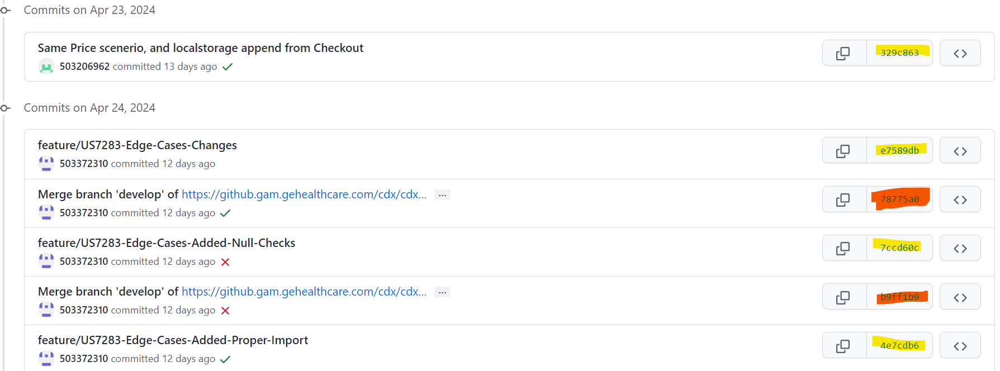 Commits on Apr 23, 2024
Same Price scenerio, and localstorage append from Checkout
329c863
503206962 committed 13 days ago
Commits on Apr 24, 2024
feature/US7283-Edge-Cases-Changes
e7589db
503372310 committed 12 days ago
Merge branch 'develop' of https://github.gam.gehealthcare.com/cdx/cdx... ...
78775a0
503372310 committed 12 days ago
feature/US7283-Edge-Cases-Added-Null-Checks
7ccd60c
503372310 committed 12 days ago
Merge branch 'develop' of https://github.gam.gehealthcare.com/cdx/cdx... ...
b9ff1b9
503372310 committed 12 days ago
feature/US7283-Edge-Cases-Added-Proper-Import
4e7cdb6
503372310 committed 12 days ago